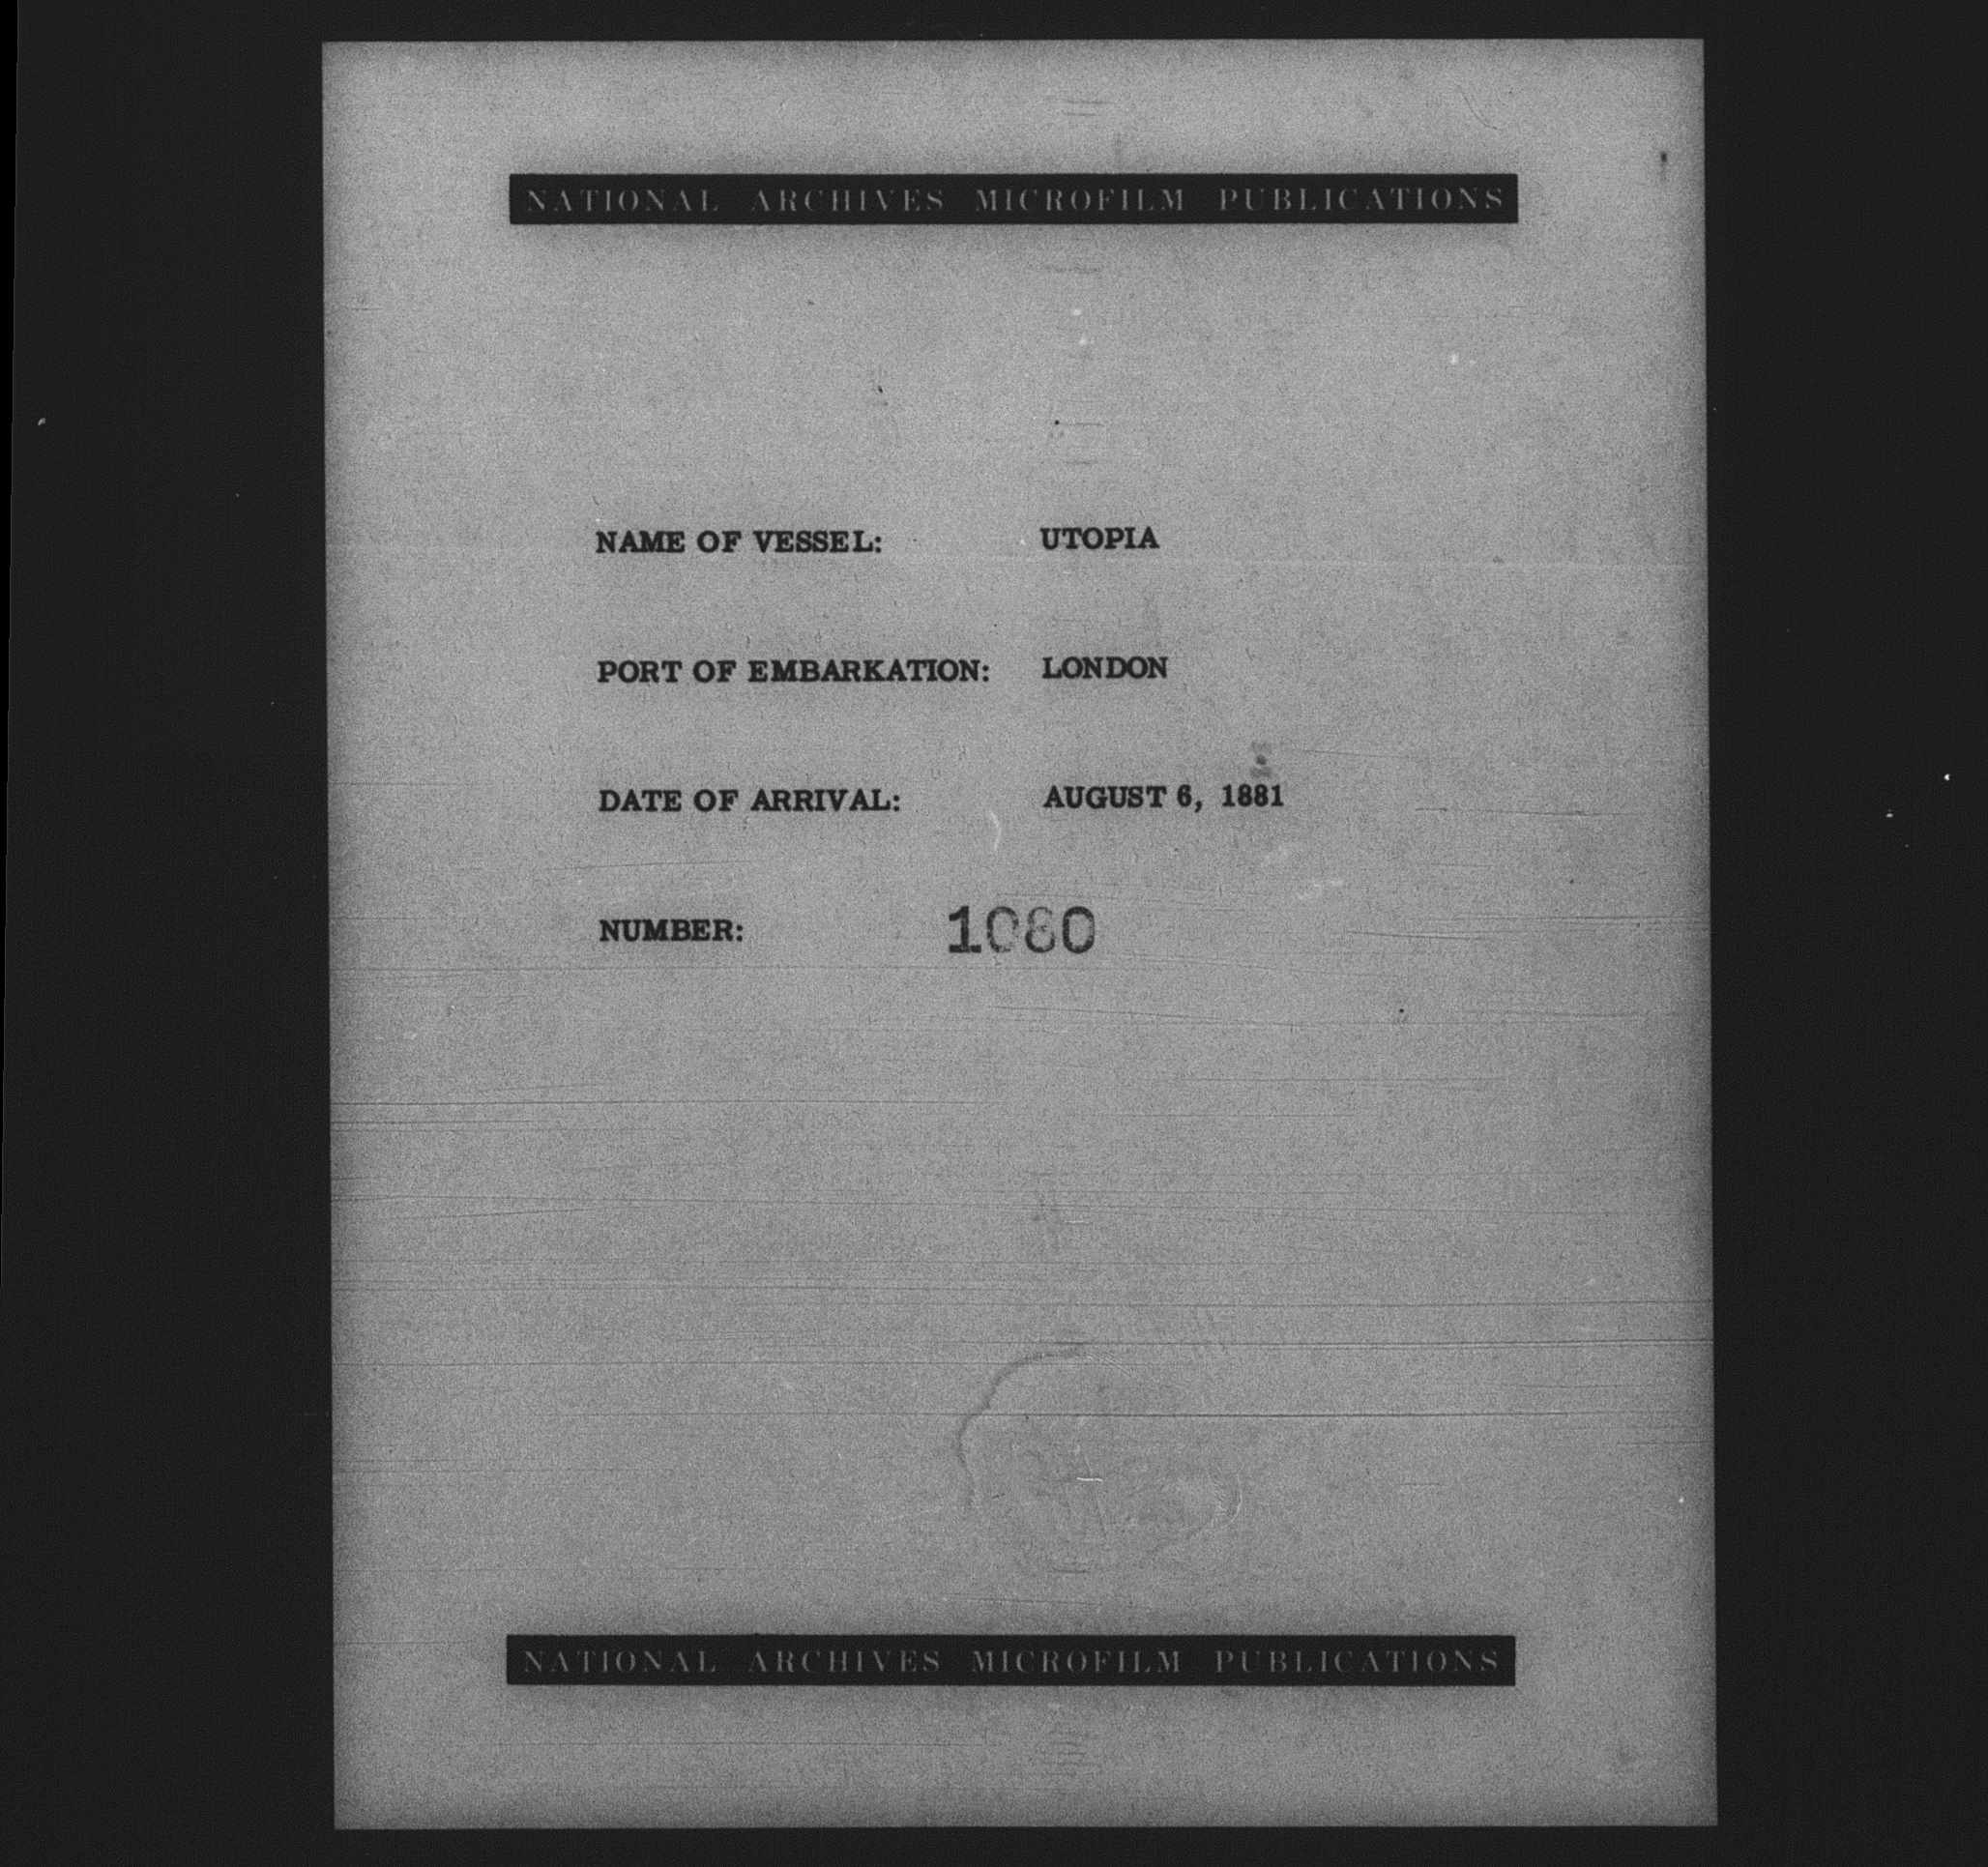 NATIONAL ARCHIVES MICROFILM PUBLICATIONS
NAME OF VESSEL: UTOPIA
PORT OF EMBARKATION: LONDON
DATE OF ARRIVAL: AUGUST 6, 1881
NUMBER: 1080
NATIONAL ARCHIVES MICROFILM PUBLICATIONS